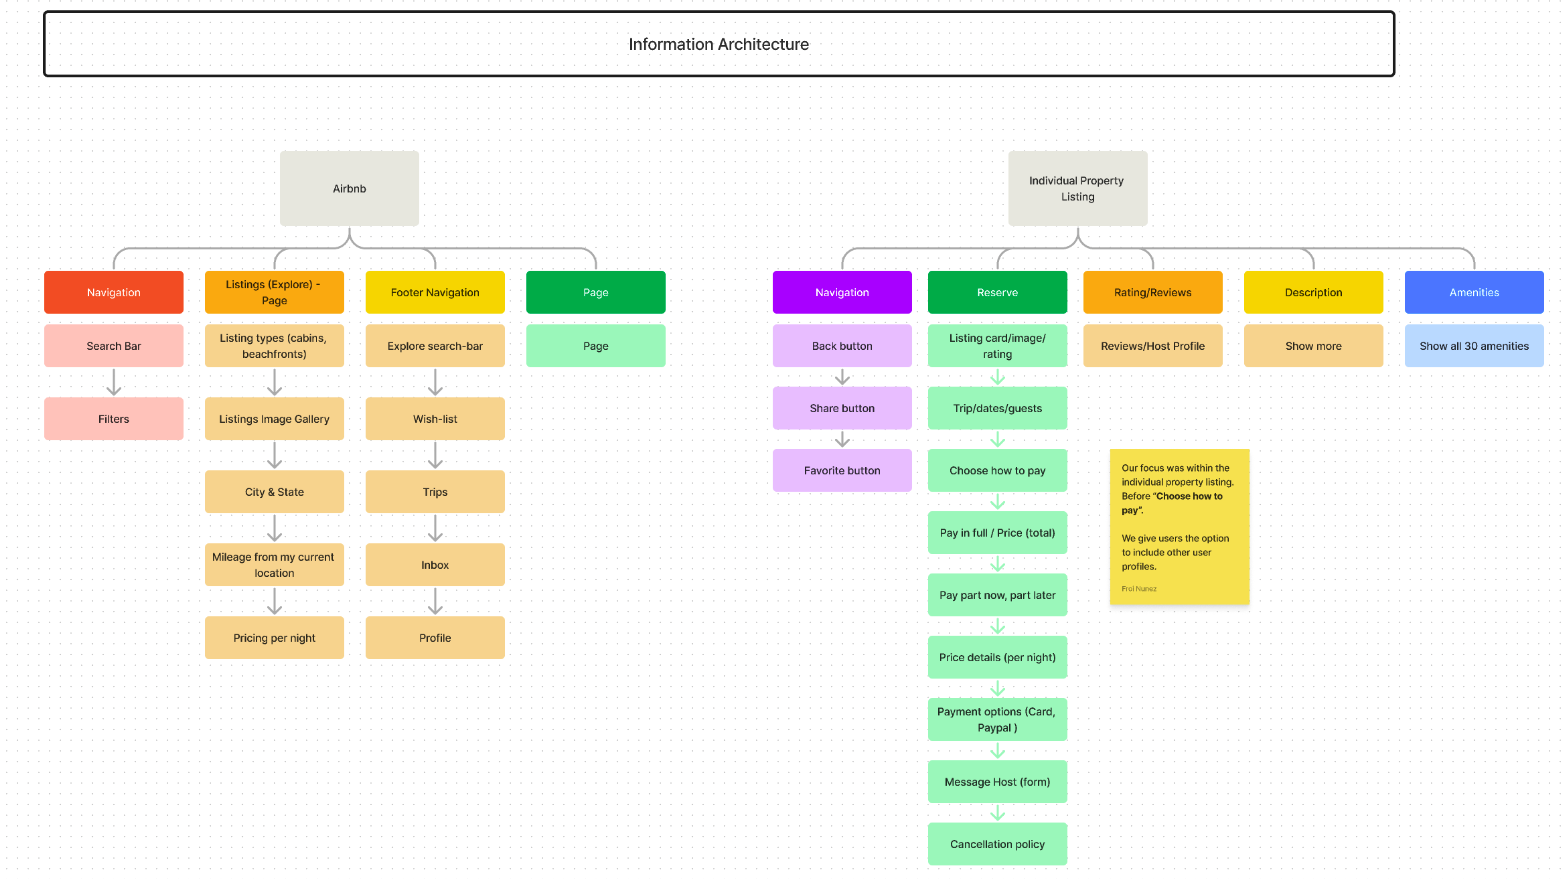 Information Architecture
Airbnb
Navigation
Search Bar
Filters
Listings (Explore) -
Page
Listing types (cabins,
beachfronts)
Listings Image Gallery
City & State
Mileage from my current
location
Pricing per night
Footer Navigation
Explore search-bar
Wish-list
Trips
Inbox
Profile
Page
Page
Individual Property
Listing
Navigation
Back button
Share button
Favorite button
Reserve
Listing card/image/
rating
Trip/dates/guests
Choose how to pay
Pay in full / Price (total)
Pay part now, part later
Price details (per night)
Payment options (Card,
Paypal )
Message Host (form)
Cancellation policy
Rating/Reviews
Reviews/Host Profile
Description
Show more
Amenities
Show all 30 amenities
Our focus was within the
individual property listing.
Before “Choose how to
pay”.
We give users the option
to include other user
profiles.
Froi Nunez